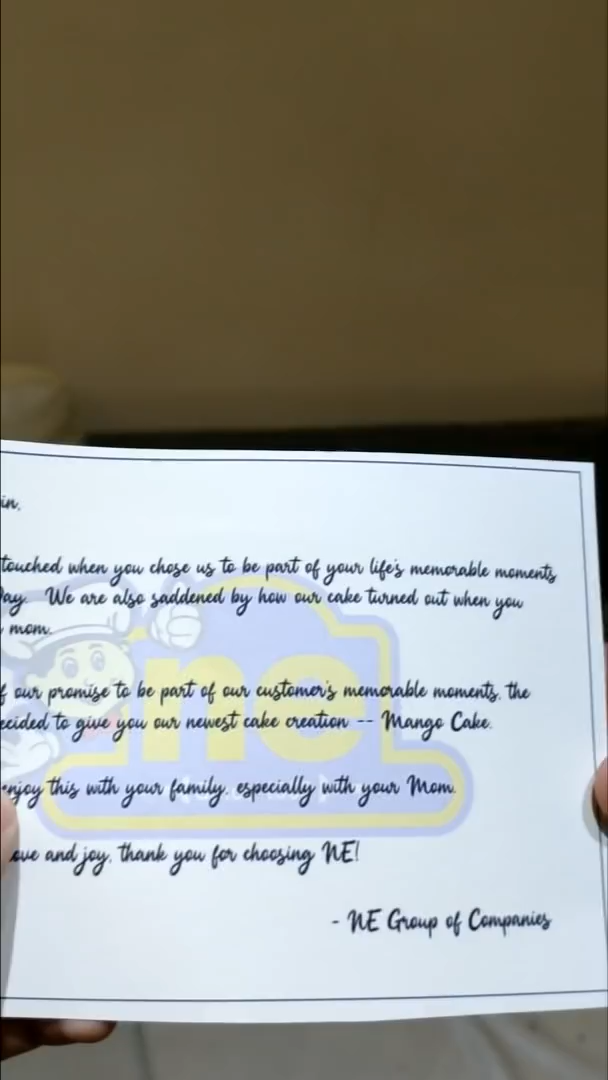 in,
touched when you chose us to be part of your life's memorable moments
Day. We are also saddened by how our cake turned out when you
mom.
our promise to be part of our customer's memorable moments, the
decided to give you our newest cake creation -- Mango Cake.
enjoy this with your family, especially with your Mom.
love and joy, thank you for choosing NE!
- NE Group of Companies
ne